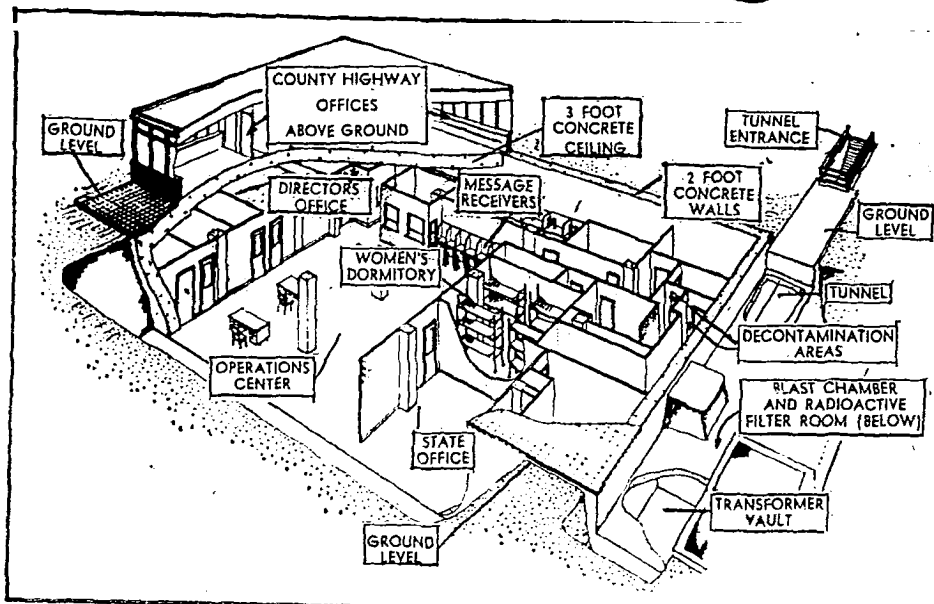 COUNTY HIGHWAY
OFFICES
ABOVE GROUND
GROUND
LEVEL
3 FOOT
CONCRETE
CEILING
TUNNEL
ENTRANCE
DIRECTORS
OFFICE
MESSAGE
RECEIVERS
2 FOOT
CONCRETE
WALLS
GROUND
LEVEL
WOMEN'S
DORMITORY
TUNNEL
DECONTAMINATION
AREAS
OPERATIONS
CENTER
BLAST CHAMBER
AND RADIOACTIVE
FILTER ROOM (BELOW)
STATE
OFFICE
TRANSFORMER
VAULT
GROUND
LEVEL